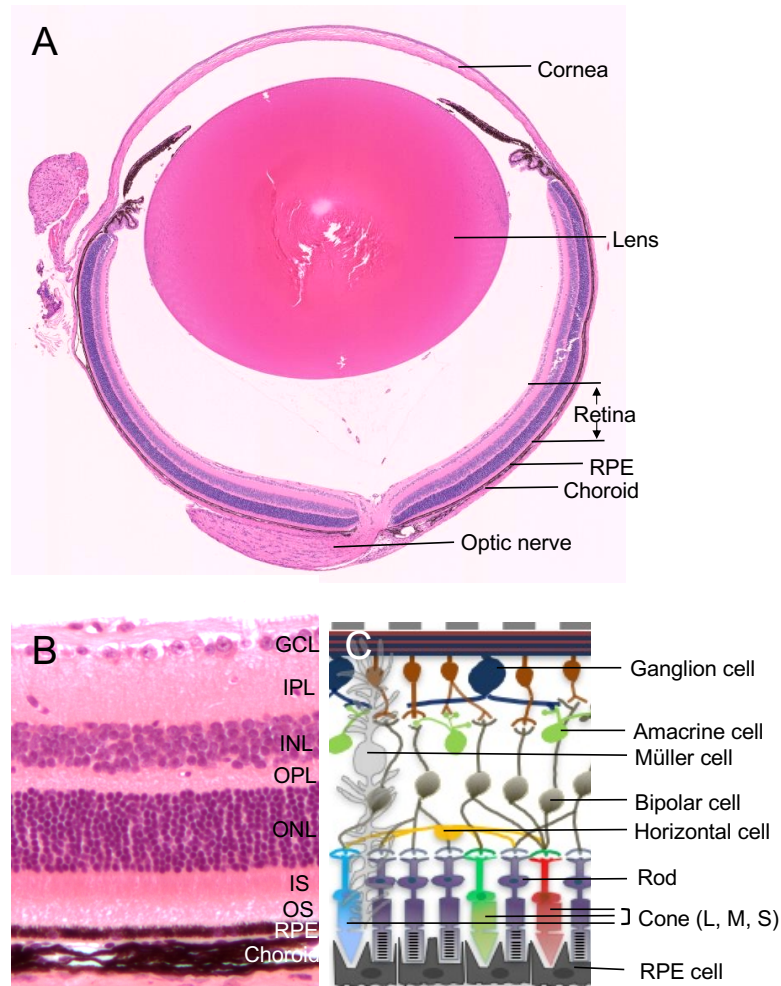 A
Cornea
Lens
Retina
RPE
Choroid
Optic nerve
B
GCL
IPL
INL
OPL
ONL
IS
OS
RPE
Choroid
C
Ganglion cell
Amacrine cell
Müller cell
Bipolar cell
Horizontal cell
Rod
Cone (L, M, S)
RPE cell